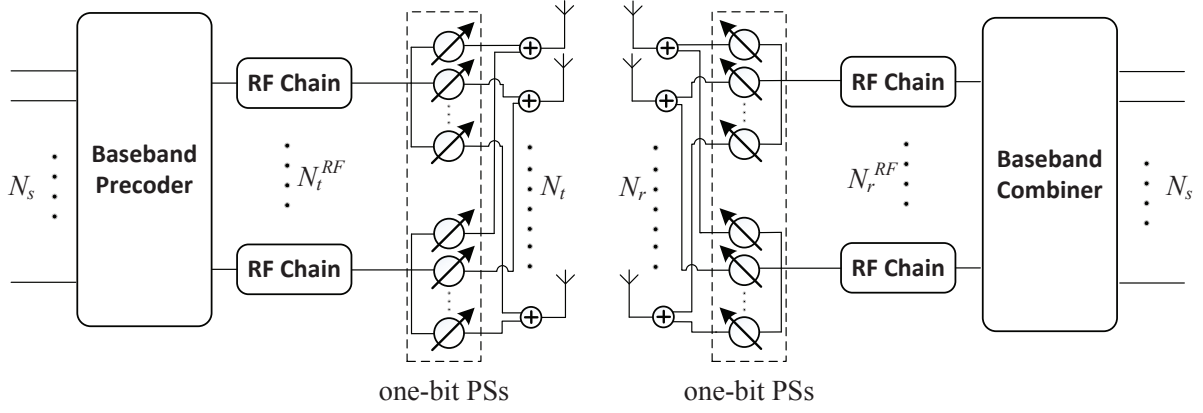 RF Chain
RF Chain
Baseband
Precoder
Baseband
Combiner
N_s
N_t^{RF}
N_t
N_r
N_r^{RF}
N_s
RF Chain
RF Chain
one-bit PSs
one-bit PSs